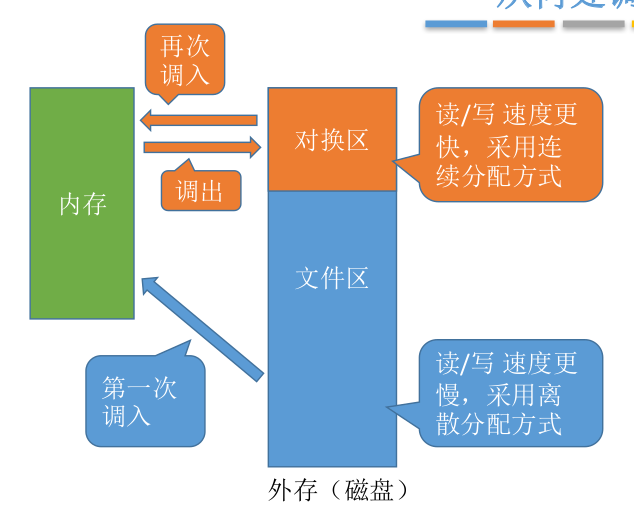 再次
调入
对换区
读/写 速度更
快，采用连
续分配方式
调出
内存
文件区
第一次
调入
读/写 速度更
慢，采用离
散分配方式
外存（磁盘）